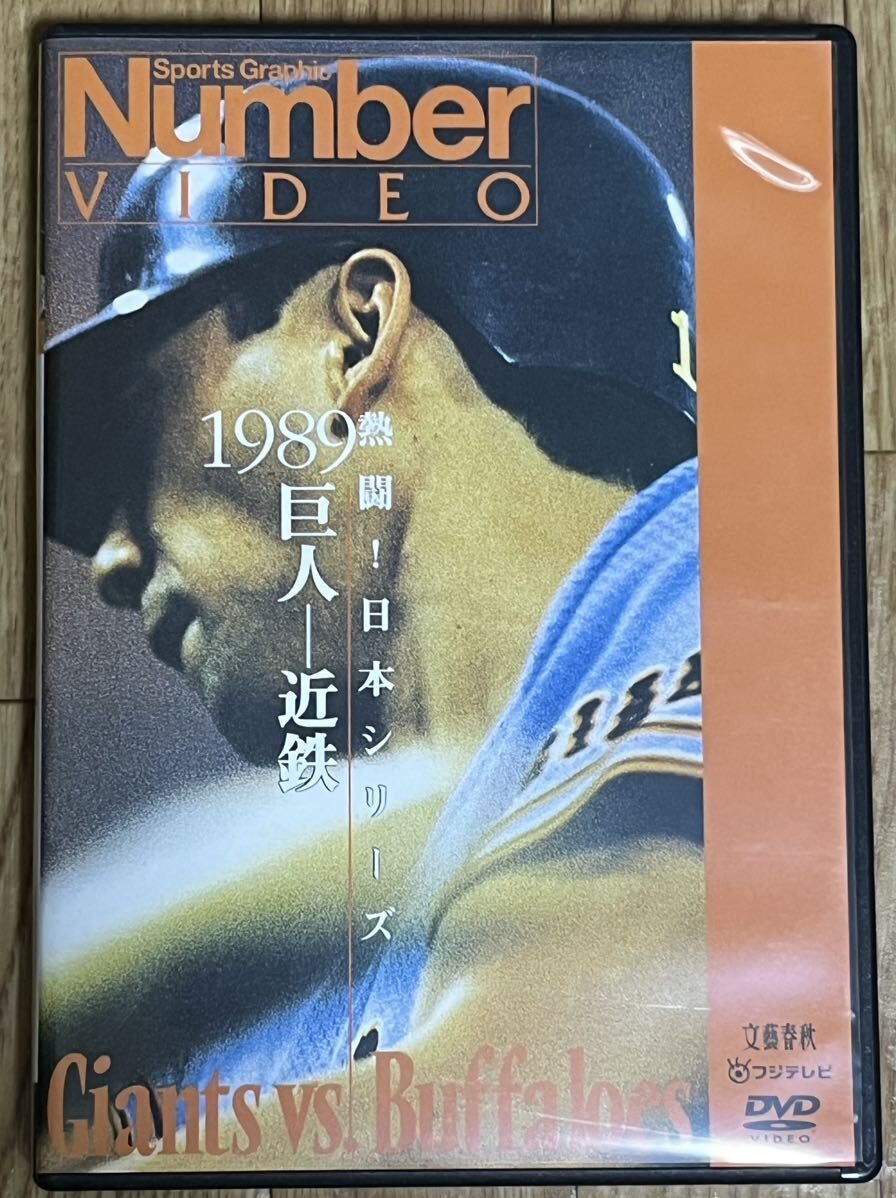 Sports Graphic
Number
VIDEO
熱闘！日本シリーズ
1989
巨人―近鉄
Giants vs. Buffaloes
文藝春秋
フジテレビ
DVD
VIDEO